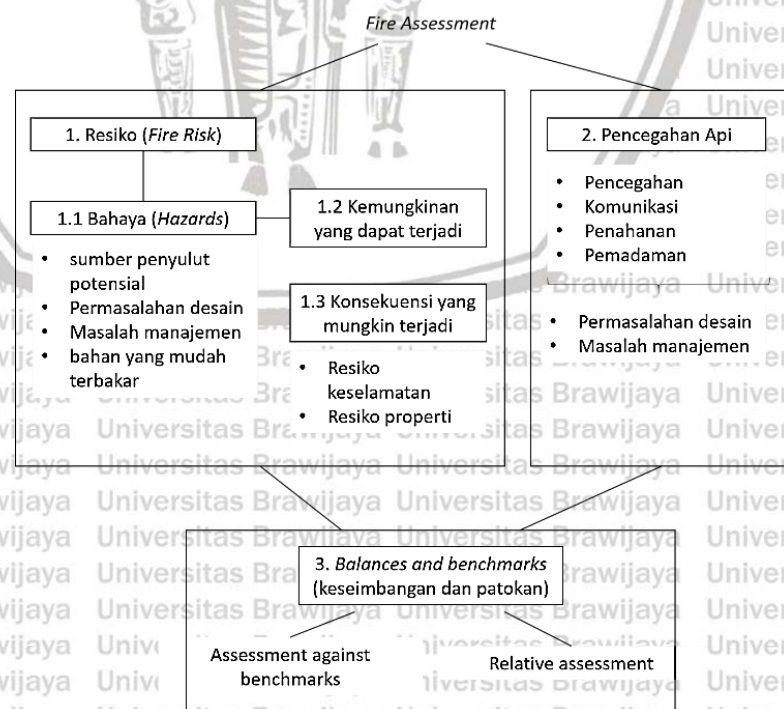 Fire Assessment
1. Resiko (Fire Risk)
1.1 Bahaya (Hazards)
• sumber penyulut
potensial
• Permasalahan desain
• Masalah manajemen
• bahan yang mudah
terbakar
1.2 Kemungkinan
yang dapat terjadi
1.3 Konsekuensi yang
mungkin terjadi
• Resiko
keselamatan
• Resiko properti
2. Pencegahan Api
• Pencegahan
• Komunikasi
• Penahanan
• Pemadaman
• Permasalahan desain
• Masalah manajemen
3. Balances and benchmarks
(keseimbangan dan patokan)
Assessment against
benchmarks
Relative assessment
Universitas Brawijaya